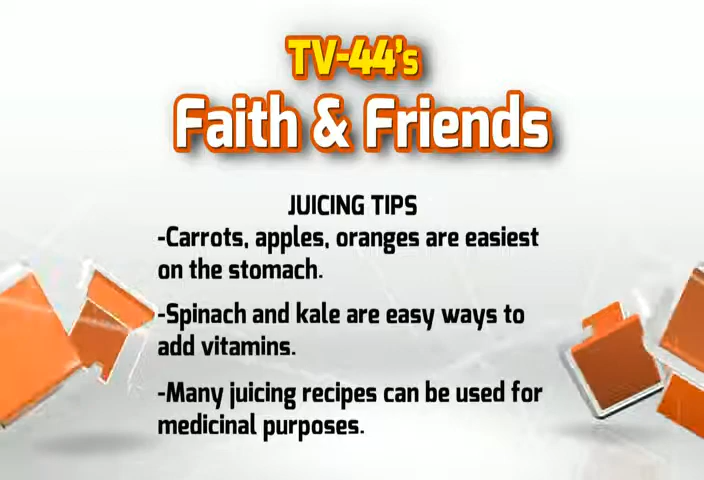 TV-44's
Faith & Friends
JUICING TIPS
-Carrots, apples, oranges are easiest
on the stomach.
-Spinach and kale are easy ways to
add vitamins.
-Many juicing recipes can be used for
medicinal purposes.